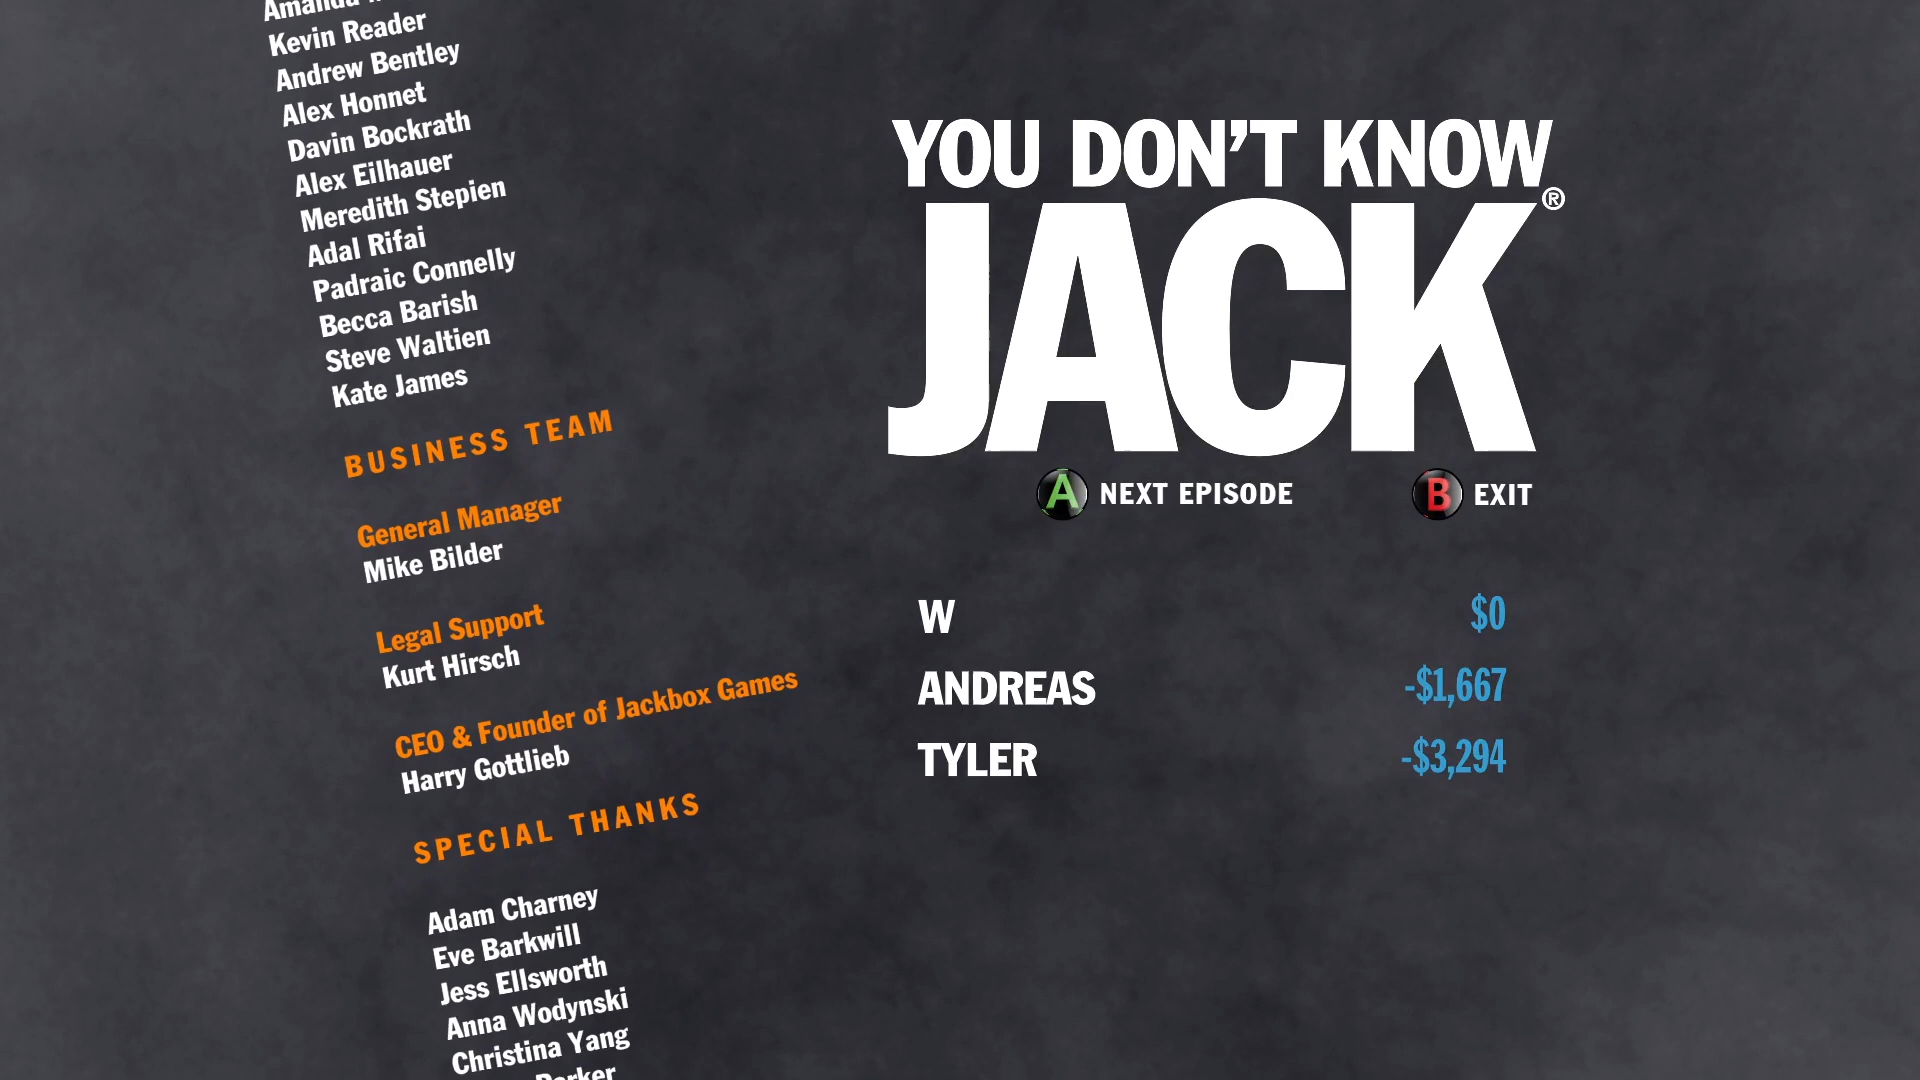 Amanda
Kevin Reader
Andrew Bentley
Alex Honnet
Davin Bockrath
Alex Eilhauer
Meredith Stepien
Adal Rifai
Padraic Connelly
Becca Barish
Steve Waltien
Kate James
BUSINESS TEAM
General Manager
Mike Bilder
Legal Support
Kurt Hirsch
CEO & Founder of Jackbox Games
Harry Gottlieb
SPECIAL THANKS
Adam Charney
Eve Barkwill
Jess Ellsworth
Anna Wodynski
Christina Yang
Parker
YOU DON'T KNOW
JACK®
A NEXT EPISODE
B EXIT
W $0
ANDREAS -$1,667
TYLER -$3,294